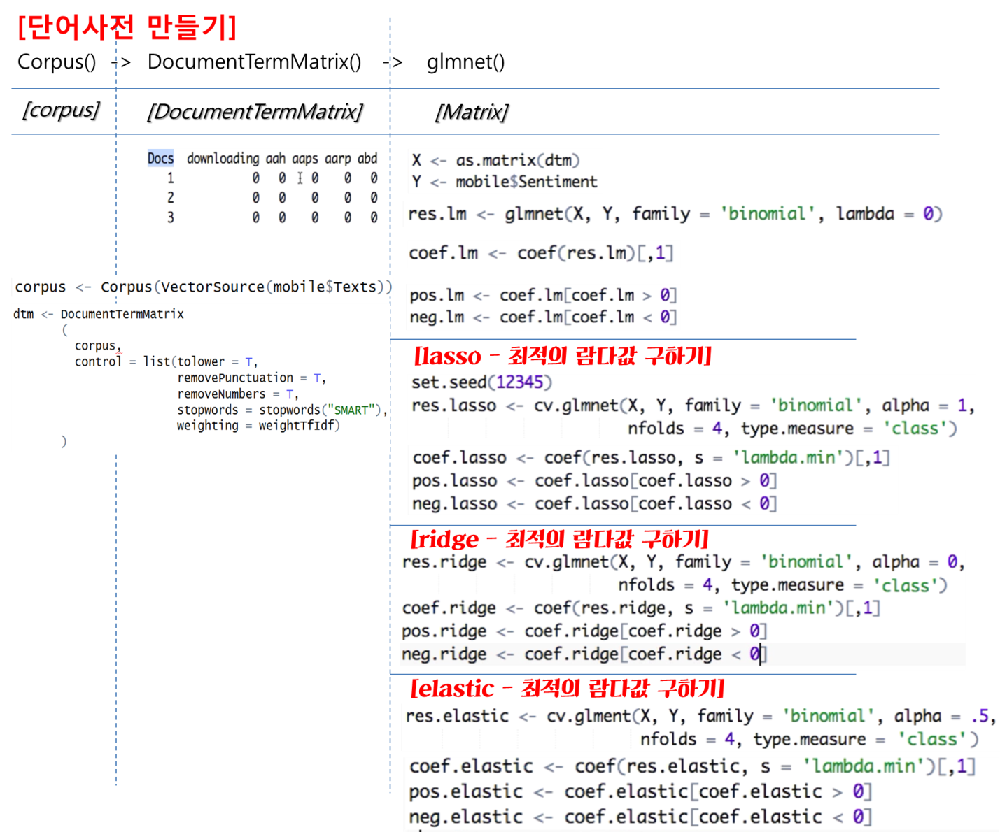 [단어사전 만들기]
Corpus() -> DocumentTermMatrix() -> glmnet()
[corpus] [DocumentTermMatrix] [Matrix]
Docs downloading aah aaps aarp abd
1 0 0 0 0 0
2 0 0 0 0 0
3 0 0 0 0 0
corpus <- Corpus(VectorSource(mobile$Texts))
dtm <- DocumentTermMatrix
(
corpus,
control = list(tolower = T,
removePunctuation = T,
removeNumbers = T,
stopwords = stopwords("SMART"),
weighting = weightTfIdf)
)
X <- as.matrix(dtm)
Y <- mobile$Sentiment
res.lm <- glmnet(X, Y, family = 'binomial', lambda = 0)
coef.lm <- coef(res.lm)[,1]
pos.lm <- coef.lm[coef.lm > 0]
neg.lm <- coef.lm[coef.lm < 0]
[lasso - 최적의 람다값 구하기]
set.seed(12345)
res.lasso <- cv.glmnet(X, Y, family = 'binomial', alpha = 1,
nfolds = 4, type.measure = 'class')
coef.lasso <- coef(res.lasso, s = 'lambda.min')[,1]
pos.lasso <- coef.lasso[coef.lasso > 0]
neg.lasso <- coef.lasso[coef.lasso < 0]
[ridge - 최적의 람다값 구하기]
res.ridge <- cv.glmnet(X, Y, family = 'binomial', alpha = 0,
nfolds = 4, type.measure = 'class')
coef.ridge <- coef(res.ridge, s = 'lambda.min')[,1]
pos.ridge <- coef.ridge[coef.ridge > 0]
neg.ridge <- coef.ridge[coef.ridge < 0]
[elastic - 최적의 람다값 구하기]
res.elastic <- cv.glment(X, Y, family = 'binomial', alpha = .5,
nfolds = 4, type.measure = 'class')
coef.elastic <- coef(res.elastic, s = 'lambda.min')[,1]
pos.elastic <- coef.elastic[coef.elastic > 0]
neg.elastic <- coef.elastic[coef.elastic < 0]